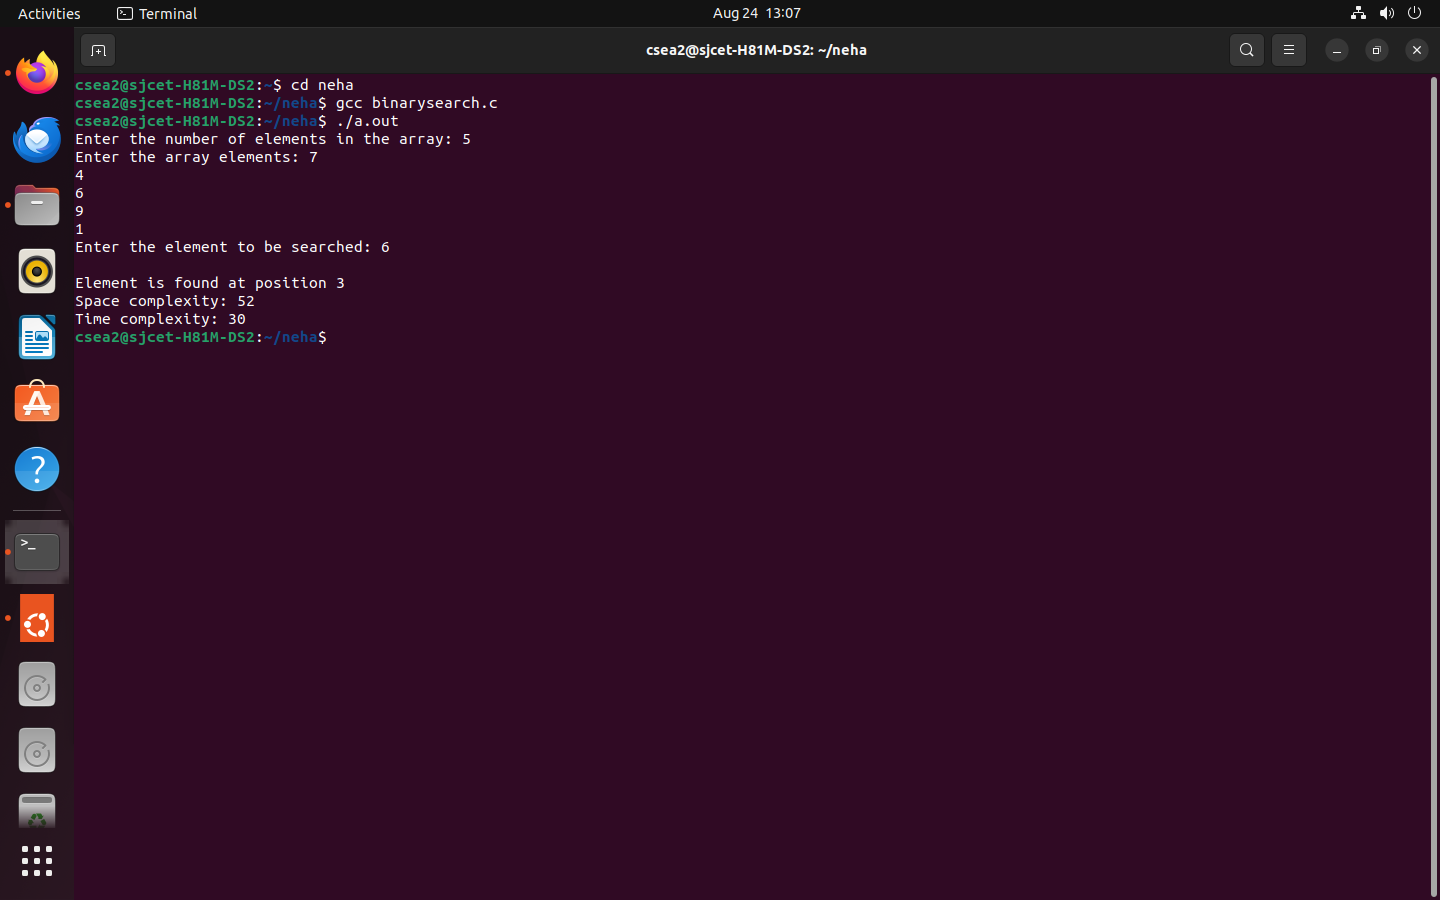 Activities Terminal Aug 24 13:07
csea2@sjcet-H81M-DS2: ~/neha
csea2@sjcet-H81M-DS2:~$ cd neha
csea2@sjcet-H81M-DS2:~/neha$ gcc binarysearch.c
csea2@sjcet-H81M-DS2:~/neha$ ./a.out
Enter the number of elements in the array: 5
Enter the array elements: 7
4
6
9
1
Enter the element to be searched: 6
Element is found at position 3
Space complexity: 52
Time complexity: 30
csea2@sjcet-H81M-DS2:~/neha$